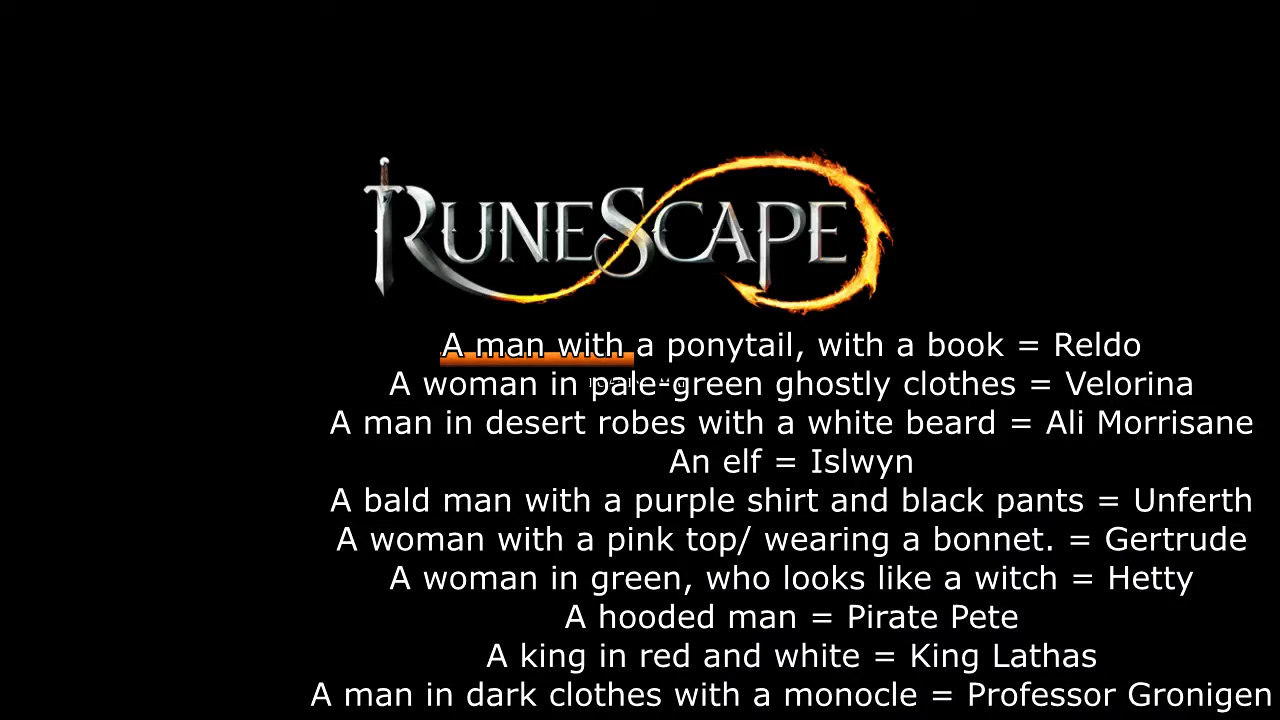 RUNESCAPE
A man with a ponytail, with a book = Reldo
A woman in pale-green ghostly clothes = Velorina
A man in desert robes with a white beard = Ali Morrisane
An elf = Islwyn
A bald man with a purple shirt and black pants = Unferth
A woman with a pink top/ wearing a bonnet. = Gertrude
A woman in green, who looks like a witch = Hetty
A hooded man = Pirate Pete
A king in red and white = King Lathas
A man in dark clothes with a monocle = Professor Gronigen